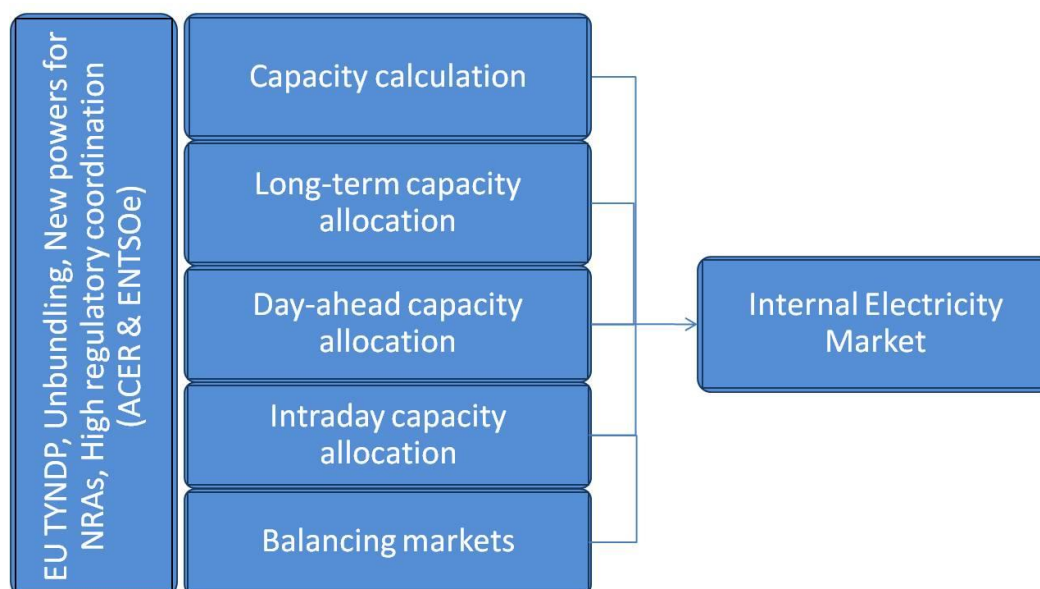 EU TYNDP, Unbundling, New powers for
NRAs, High regulatory coordination
(ACER & ENTSOe)
Capacity calculation
Long-term capacity
allocation
Day-ahead capacity
allocation
Intraday capacity
allocation
Balancing markets
Internal Electricity
Market